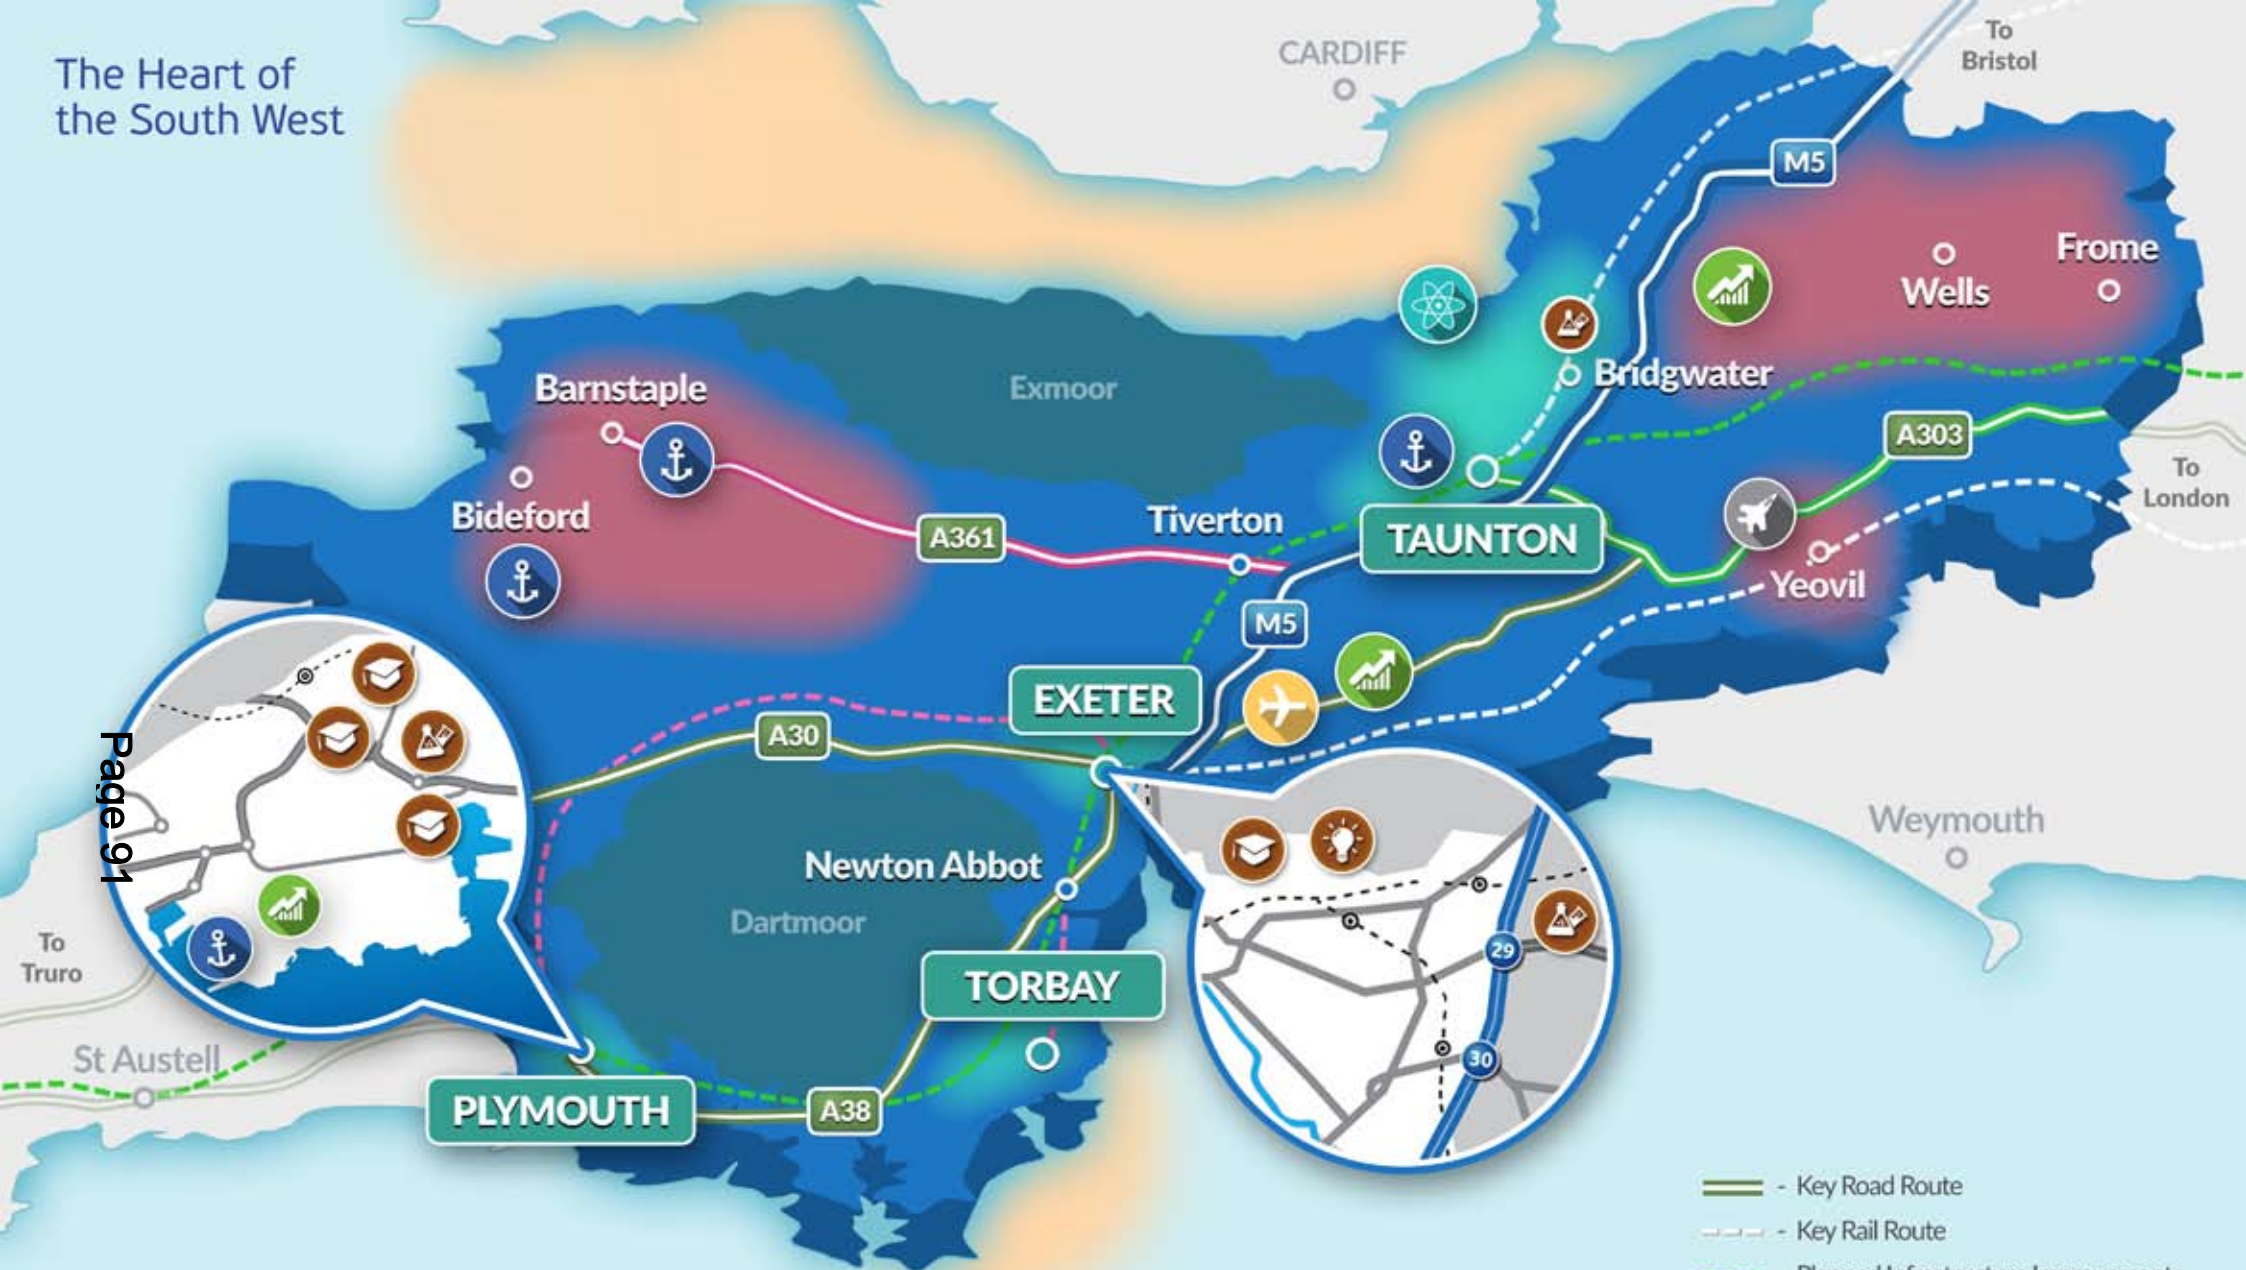 The Heart of
the South West
CARDIFF
To
Bristol
M5
Frome
Wells
Bridgwater
Barnstaple
Exmoor
A303
To
London
Bideford
Tiverton
A361
TAUNTON
Yeovil
M5
EXETER
A30
Page 91
Weymouth
Newton Abbot
Dartmoor
To
Truro
29
TORBAY
St Austell
30
PLYMOUTH
A38
- Key Road Route
- Key Rail Route